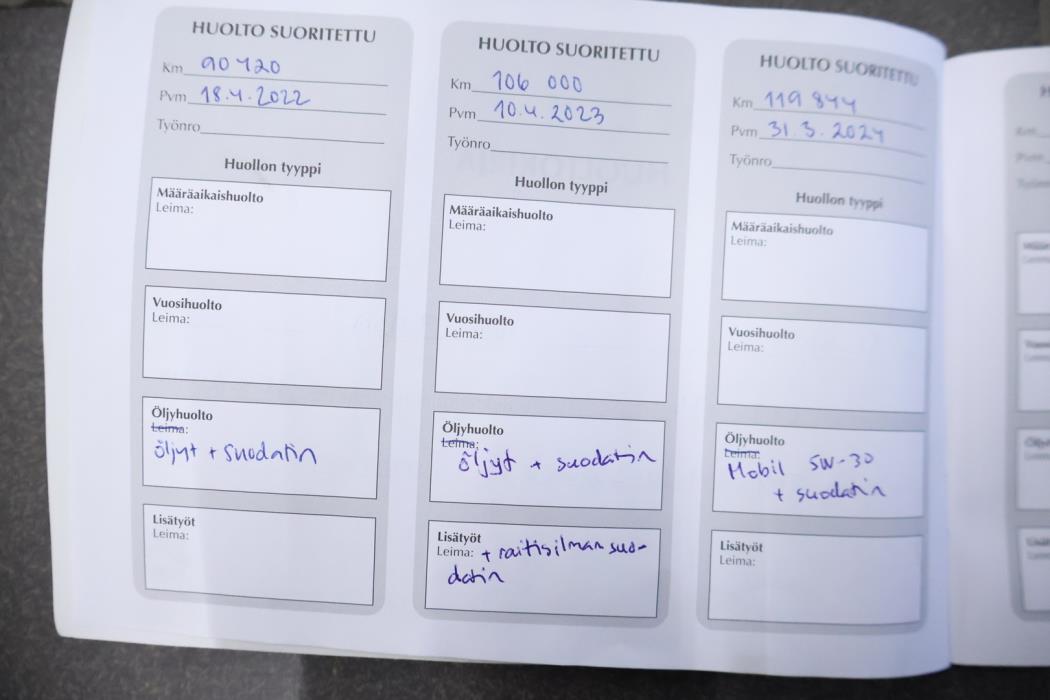 HUOLTO SUORITETTU
Km 90 420
Pvm 18.4.2022
Työnro
Huollon tyyppi
Määräaikaishuolto
Leima:
Vuosihuolto
Leima:
Öljyhuolto
Leima:
öljyt + suodatin
Lisätyöt
Leima:
HUOLTO SUORITETTU
Km 106 000
Pvm 10.4.2023
Työnro
Huollon tyyppi
Määräaikaishuolto
Leima:
Vuosihuolto
Leima:
Öljyhuolto
Leima:
öljyt + suodatin
Lisätyöt
Leima: + raitisilman suo-
datin
HUOLTO SUORITETTU
Km 119 844
Pvm 31.3.2024
Työnro
Huollon tyyppi
Määräaikaishuolto
Leima:
Vuosihuolto
Leima:
Öljyhuolto
Leima:
Mobil 5W-30
+ suodatin
Lisätyöt
Leima: